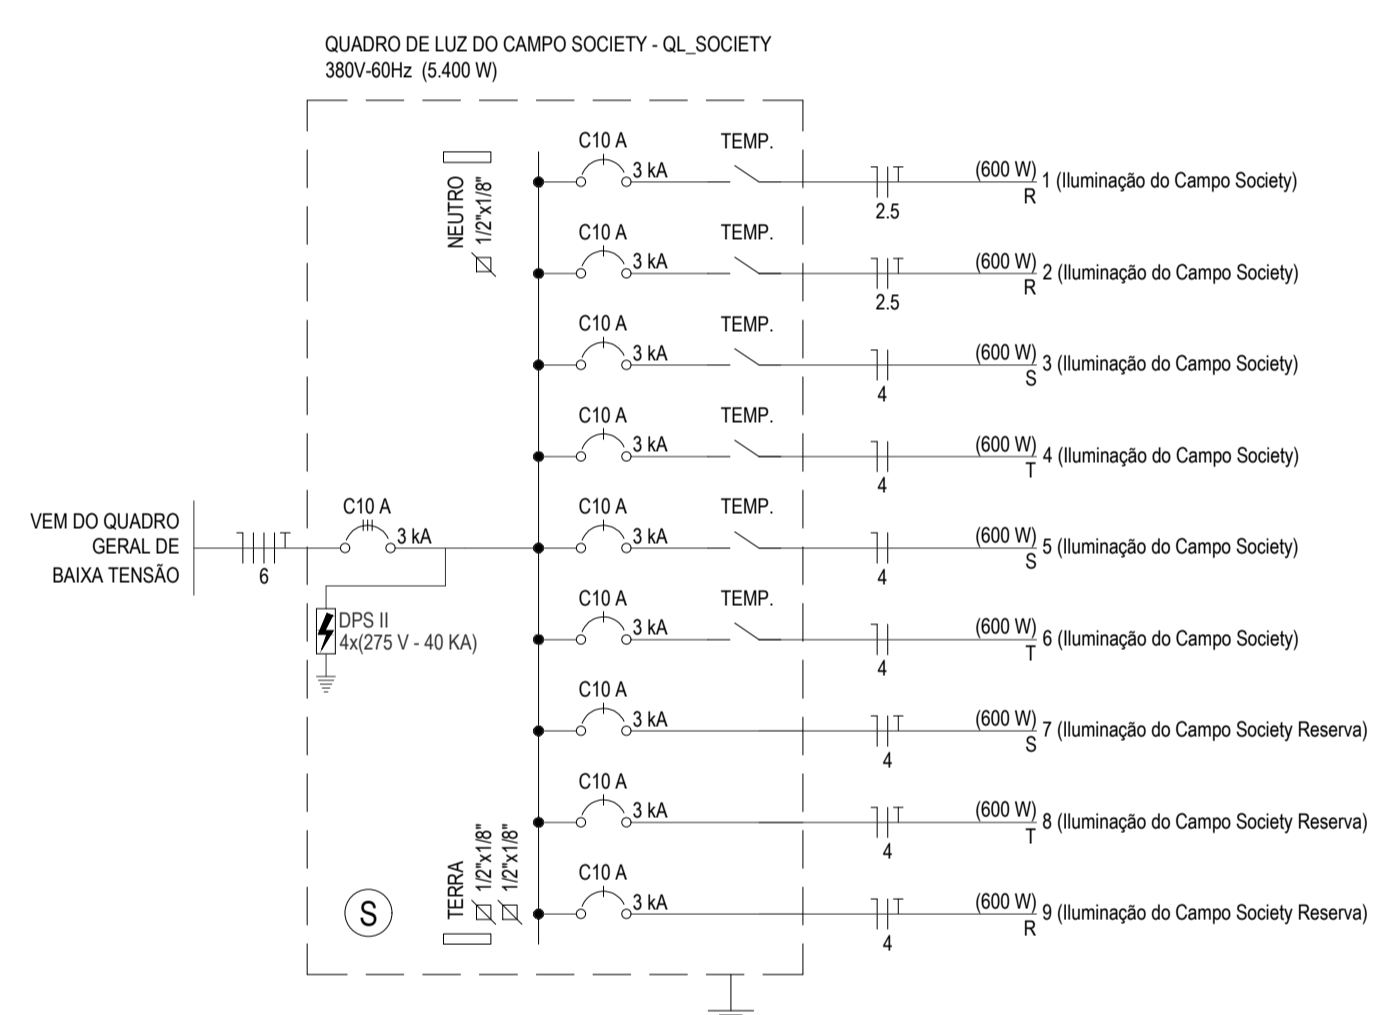 QUADRO DE LUZ DO CAMPO SOCIETY - QL_SOCIETY
380V-60Hz (5.400 W)
NEUTRO
1/2"x1/8"
C10 A
3 kA
TEMP.
2.5
(600 W)
R
1 (Iluminação do Campo Society)
C10 A
3 kA
TEMP.
2.5
(600 W)
R
2 (Iluminação do Campo Society)
C10 A
3 kA
TEMP.
4
(600 W)
S
3 (Iluminação do Campo Society)
C10 A
3 kA
TEMP.
4
(600 W)
T
4 (Iluminação do Campo Society)
VEM DO QUADRO
GERAL DE
BAIXA TENSÃO
6
C10 A
3 kA
DPS II
4x(275 V - 40 KA)
C10 A
3 kA
TEMP.
4
(600 W)
S
5 (Iluminação do Campo Society)
C10 A
3 kA
TEMP.
4
(600 W)
T
6 (Iluminação do Campo Society)
C10 A
3 kA
4
(600 W)
S
7 (Iluminação do Campo Society Reserva)
C10 A
3 kA
4
(600 W)
T
8 (Iluminação do Campo Society Reserva)
S
TERRA
1/2"x1/8"
1/2"x1/8"
C10 A
3 kA
4
(600 W)
R
9 (Iluminação do Campo Society Reserva)